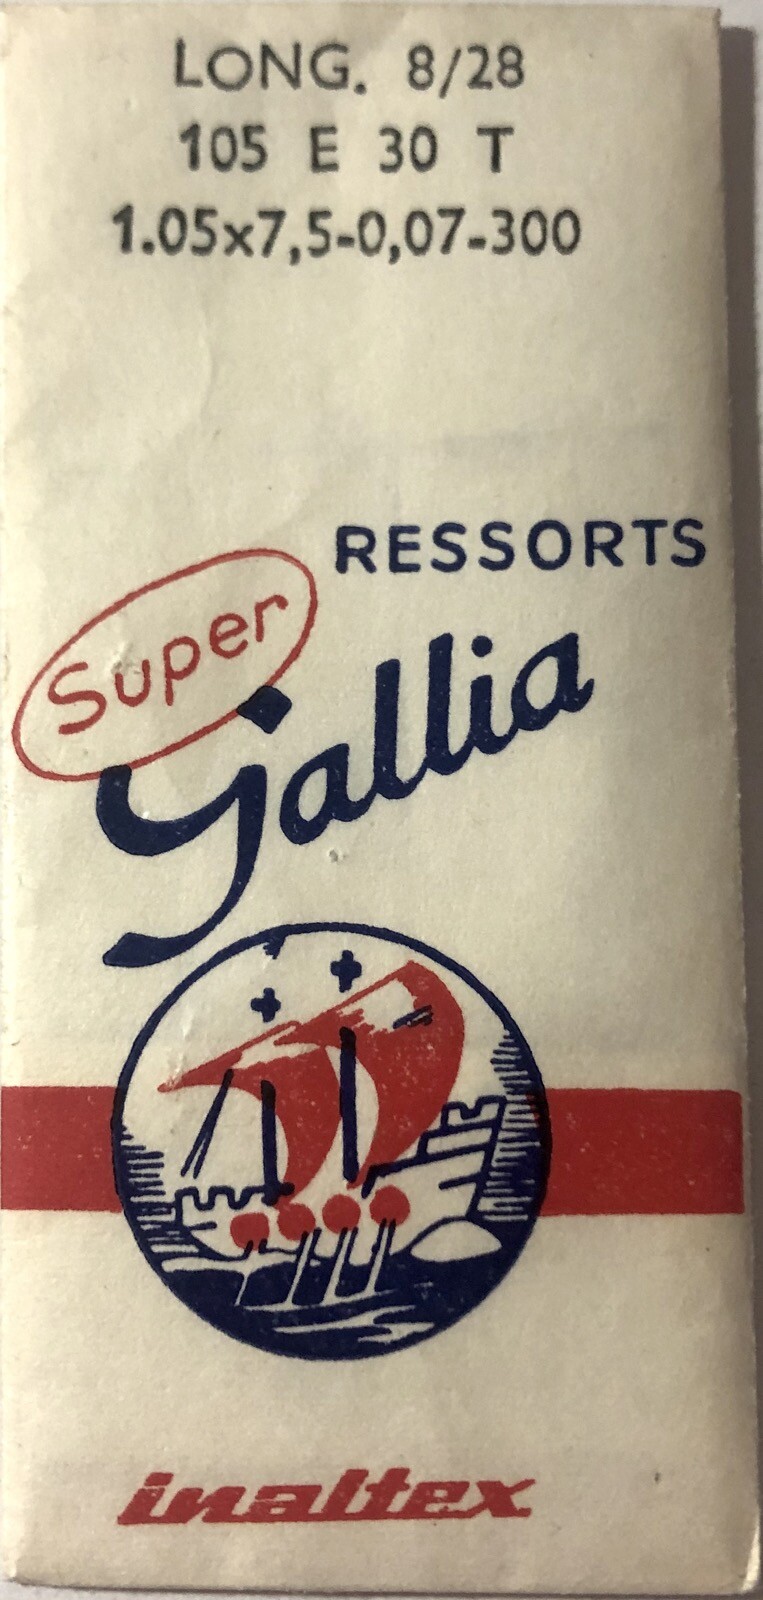 LONG. 8/28
105 E 30 T
1.05x7,5-0,07-300
RESSORTS
Super
Gallia
inaltex